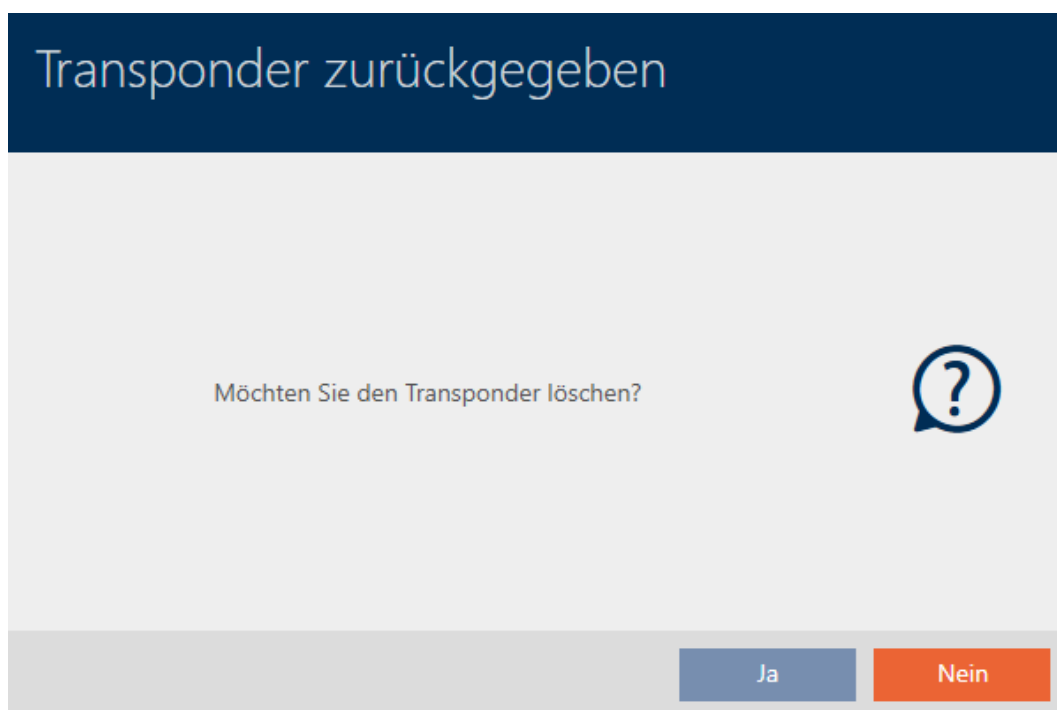 Transponder zurückgegeben
Möchten Sie den Transponder löschen?
?
Ja
Nein